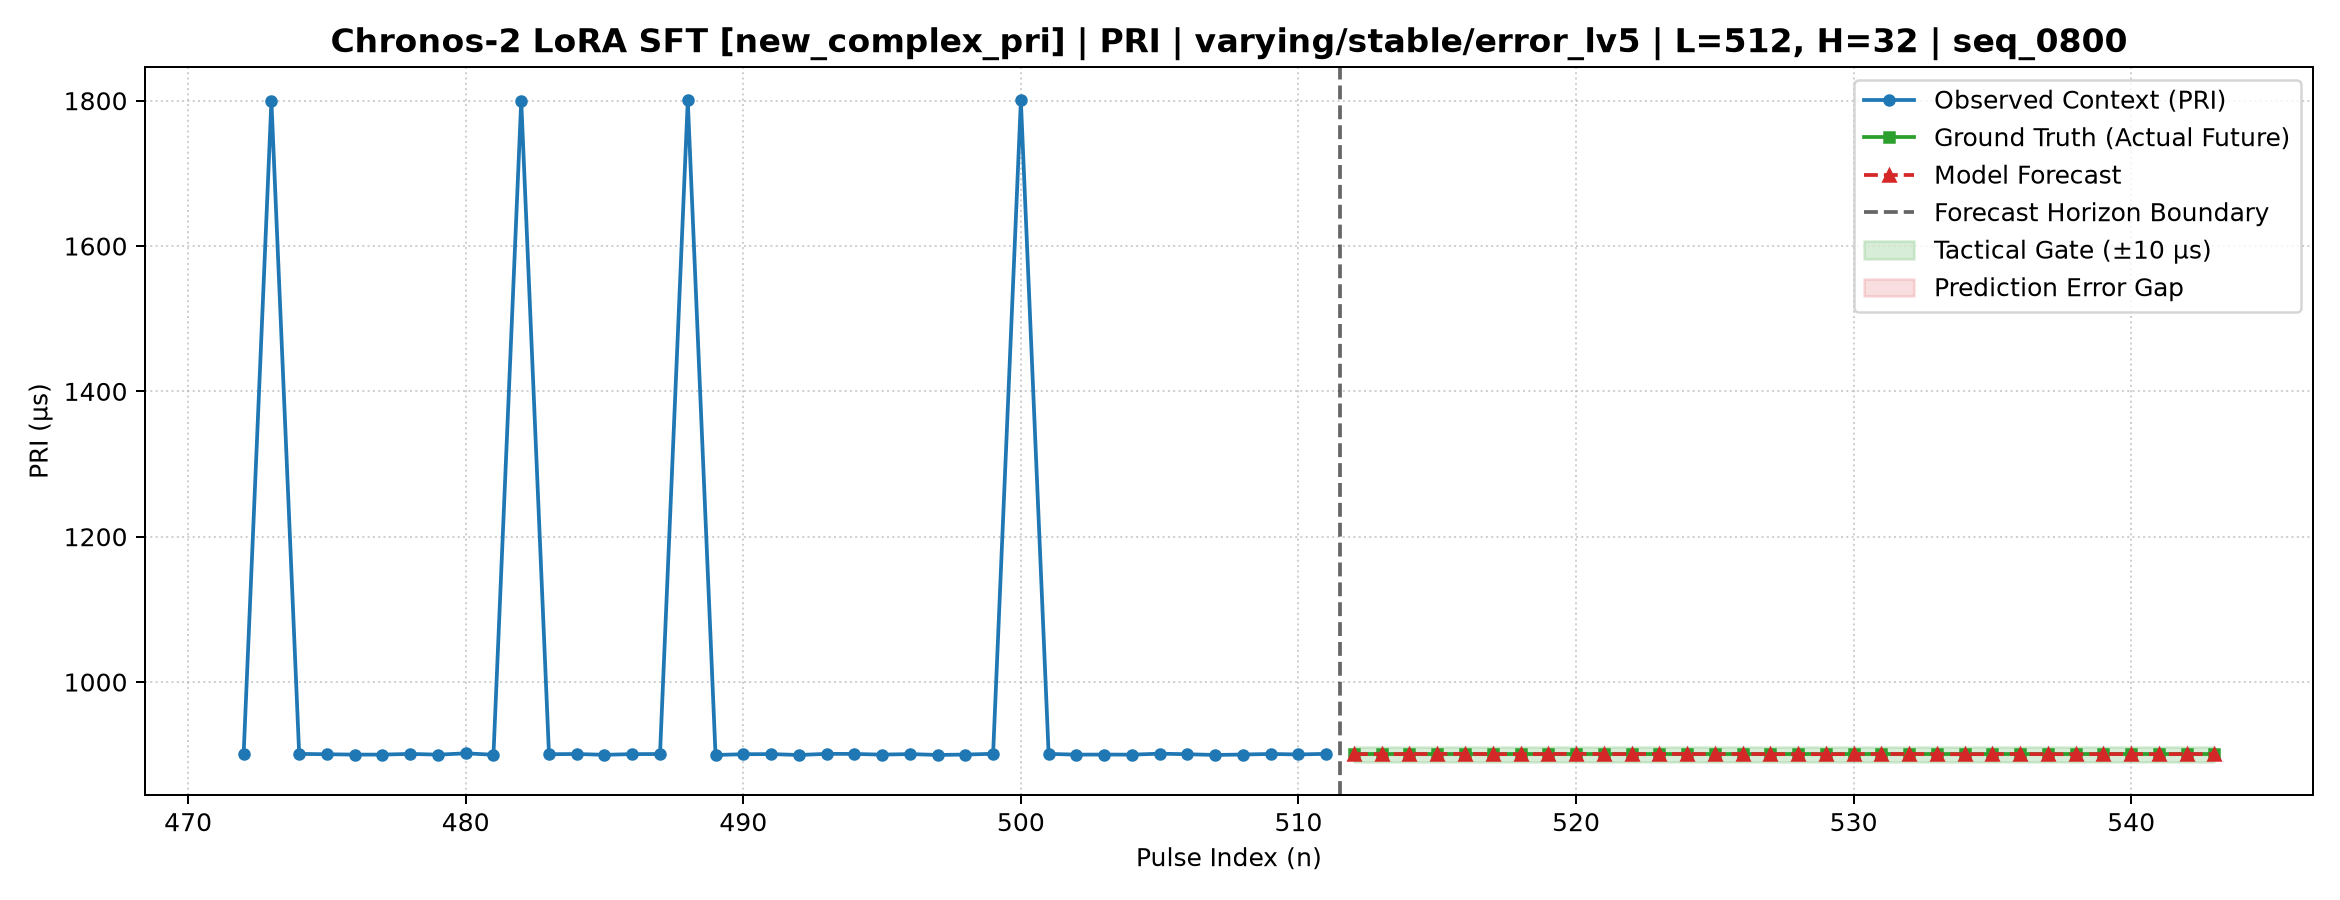 Chronos-2 LoRA SFT [new_complex_pri] | PRI | varying/stable/error_lv5 | L=512, H=32 | seq_0800
Observed Context (PRI)
Ground Truth (Actual Future)
Model Forecast
Forecast Horizon Boundary
Tactical Gate (±10 µs)
Prediction Error Gap
PRI (µs)
1800
1600
1400
1200
1000
470 480 490 500 510 520 530 540
Pulse Index (n)